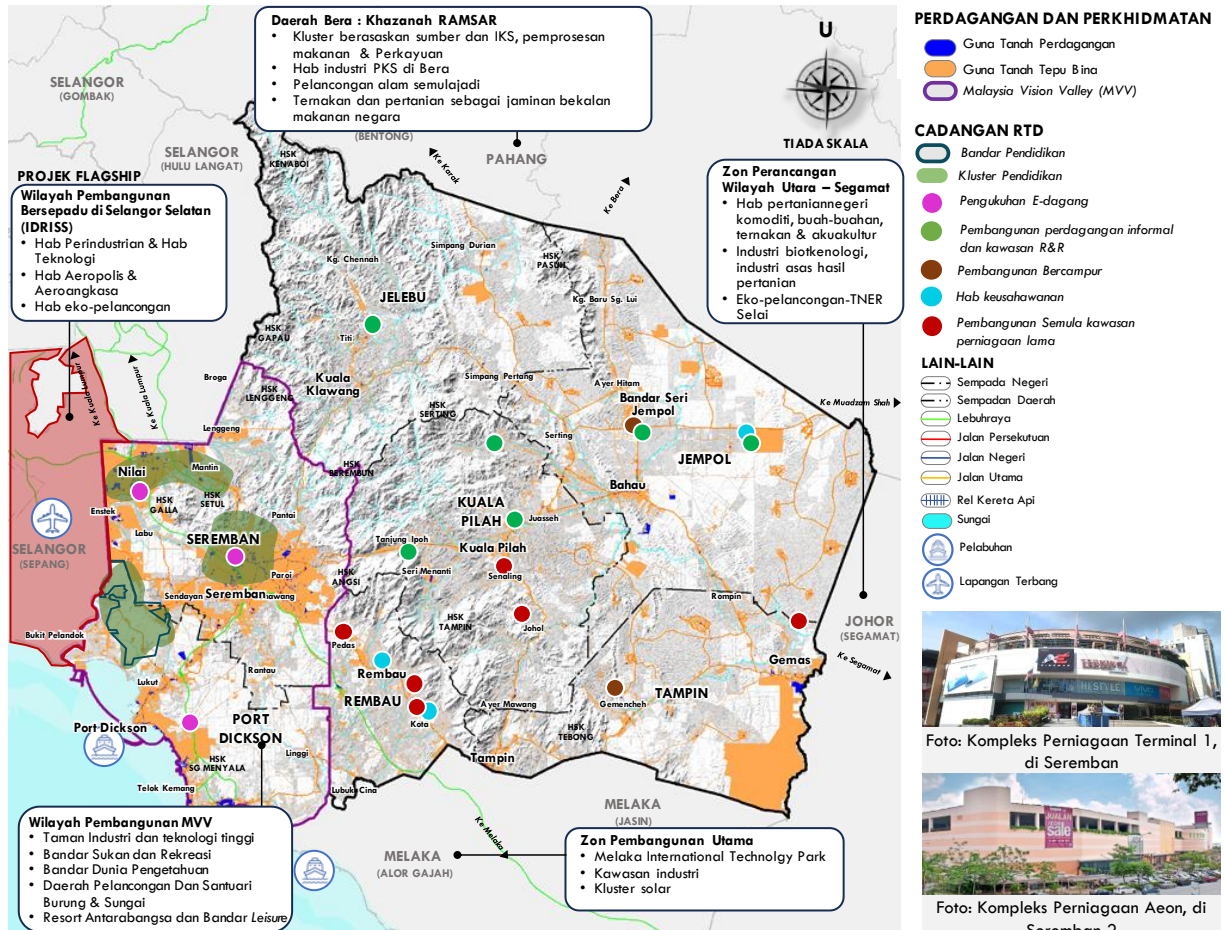 Daerah Bera : Khazanah RAMSAR
• Kluster berasaskan sumber dan IKS, pemprosesan
makanan & Perkayuan
• Hab industri PKS di Bera
• Pelancongan alam semulajadi
• Ternakan dan pertanian sebagai jaminan bekalan
makanan negara
U
TIADA SKALA
SELANGOR
(GOMBAK)
SELANGOR
(HULU LANGAT)
(BENTONG)
PAHANG
Ke Karak
Ke Bera
PROJEK FLAGSHIP
Wilayah Pembangunan
Bersepadu di Selangor Selatan
(IDRISS)
• Hab Perindustrian & Hab
Teknologi
• Hab Aeropolis &
Aeroangkasa
• Hab eko-pelancongan
Zon Perancangan
Wilayah Utara – Segamat
• Hab pertaniannegeri
komoditi, buah-buahan,
ternakan & akuakultur
• Industri biotkenologi,
industri asas hasil
pertanian
• Eko-pelancongan-TNER
Selai
HSK
KENABOI
Simpang Durian
Kg. Chennah
HSK
PASUH
Kg. Baru Sg. Lui
JELEBU
Titi
HSK
GAPAU
Ke Kuala Lumpur
Ke Kuala Lumpur
Broga
Kuala
Klawang
HSK
LENGGENG
Simpang Pertang
Ayer Hitam
HSK
SERTING
Bandar Seri
Jempol
Ke Muadzam Shah
Lenggeng
Serting
JEMPOL
HSK
BEREMBUN
Mantin
Nilai
HSK
SETUL
HSK
GALLA
Bahau
Enstek
Pantai
KUALA
PILAH
Juasseh
Labu
SEREMBAN
Tanjung Ipoh
Kuala Pilah
SELANGOR
(SEPANG)
Paroi
HSK
ANGSI
Seri Menanti
Senaling
Sendayan
Seremban
Rompin
HSK
TAMPIN
Johol
JOHOR
(SEGAMAT)
Bukit Pelandok
Pedas
Gemas
Ke Segamat
Rantau
Rembau
Lukut
TAMPIN
REMBAU
Gemencheh
Port Dickson
PORT
DICKSON
Kota
Ayer Mawang
HSK
TEBONG
Linggi
HSK
SG MENYALA
Tampin
Telok Kemang
Lubuk Cina
MELAKA
(JASIN)
Ke Melaka
MELAKA
(ALOR GAJAH)
Wilayah Pembangunan MVV
• Taman Industri dan teknologi tinggi
• Bandar Sukan dan Rekreasi
• Bandar Dunia Pengetahuan
• Daerah Pelancongan Dan Santuari
Burung & Sungai
• Resort Antarabangsa dan Bandar Leisure
Zon Pembangunan Utama
• Melaka International Technolgy Park
• Kawasan industri
• Kluster solar
PERDAGANGAN DAN PERKHIDMATAN
Guna Tanah Perdagangan
Guna Tanah Tepu Bina
Malaysia Vision Valley (MVV)
CADANGAN RTD
Bandar Pendidikan
Kluster Pendidikan
Pengukuhan E-dagang
Pembangunan perdagangan informal
dan kawasan R&R
Pembangunan Bercampur
Hab keusahawanan
Pembangunan Semula kawasan
perniagaan lama
LAIN-LAIN
Sempada Negeri
Sempadan Daerah
Lebuhraya
Jalan Persekutuan
Jalan Negeri
Jalan Utama
Rel Kereta Api
Sungai
Pelabuhan
Lapangan Terbang
Foto: Kompleks Perniagaan Terminal 1,
di Seremban
JUALAN
sale
Foto: Kompleks Perniagaan Aeon, di
Seremban 2